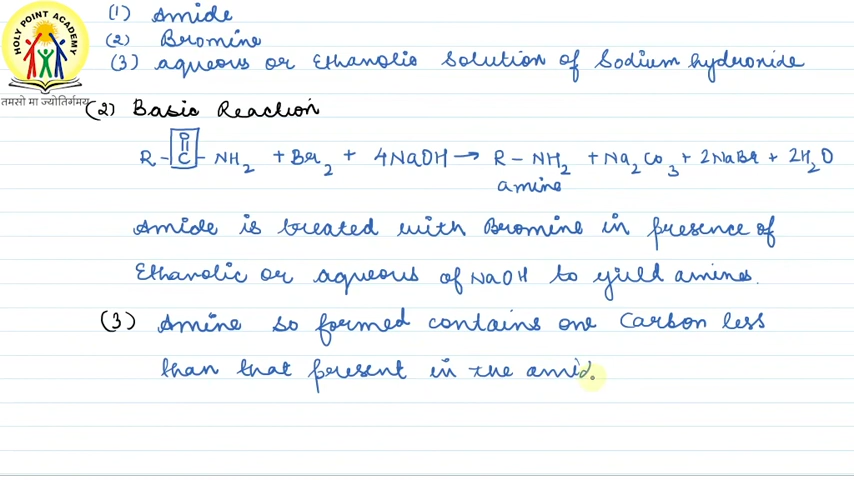 HOLY POINT ACADEMY
तमसो मा ज्योतिर्गमय
(1) Amide
(2) Bromine
(3) aqueous or Ethanolic Solution of Sodium hydroxide
(2) Basic Reaction
O
R - C - NH2 + Br2 + 4NaOH → R - NH2 + Na2Co3 + 2NaBr + 2H2O
amine
Amide is treated with Bromine in presence of
Ethanolic or aqueous of NaOH to yield amines.
(3) Amine so formed contains one Carbon less
than that present in the amid